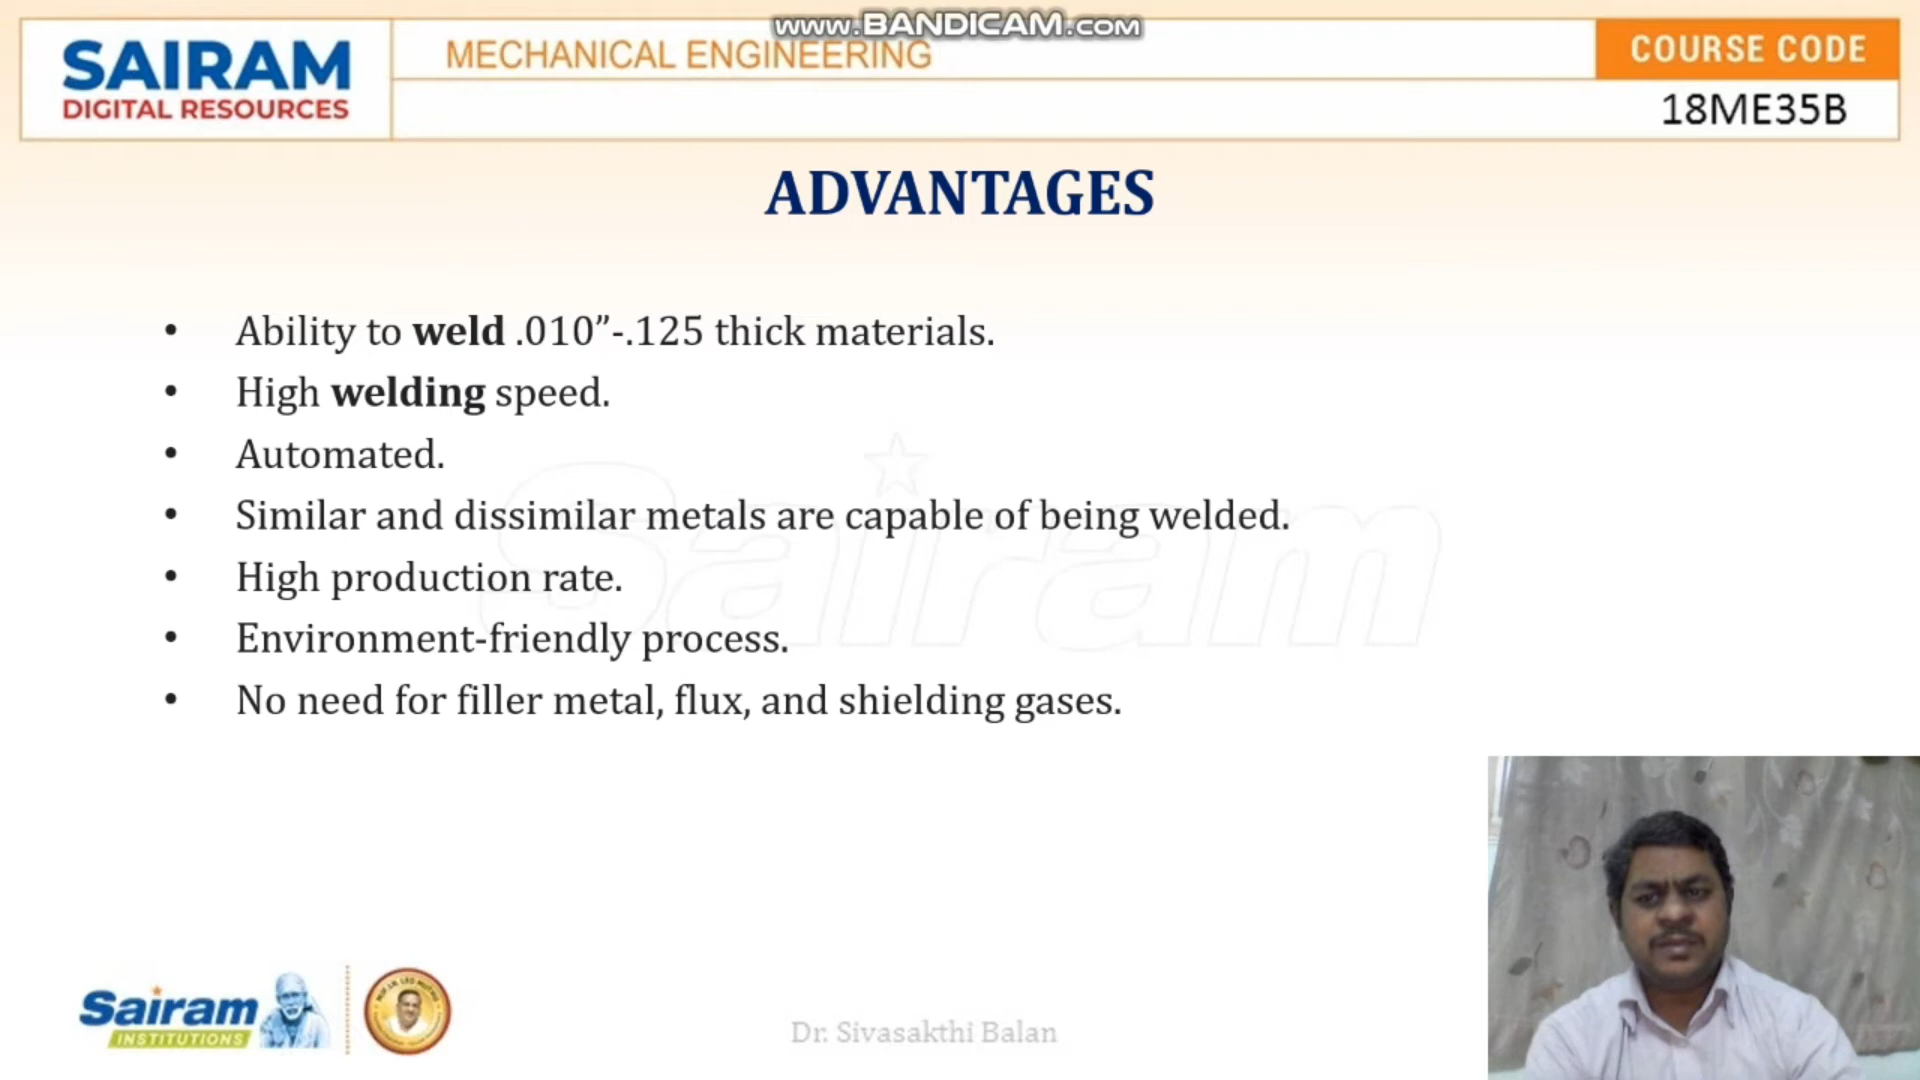 www.BANDICAM.com
SAIRAM
DIGITAL RESOURCES
MECHANICAL ENGINEERING
COURSE CODE
18ME35B
ADVANTAGES
• Ability to weld .010”-.125 thick materials.
• High welding speed.
• Automated.
• Similar and dissimilar metals are capable of being welded.
• High production rate.
• Environment-friendly process.
• No need for filler metal, flux, and shielding gases.
Sairam
Sairam
INSTITUTIONS
Dr. Sivasakthi Balan